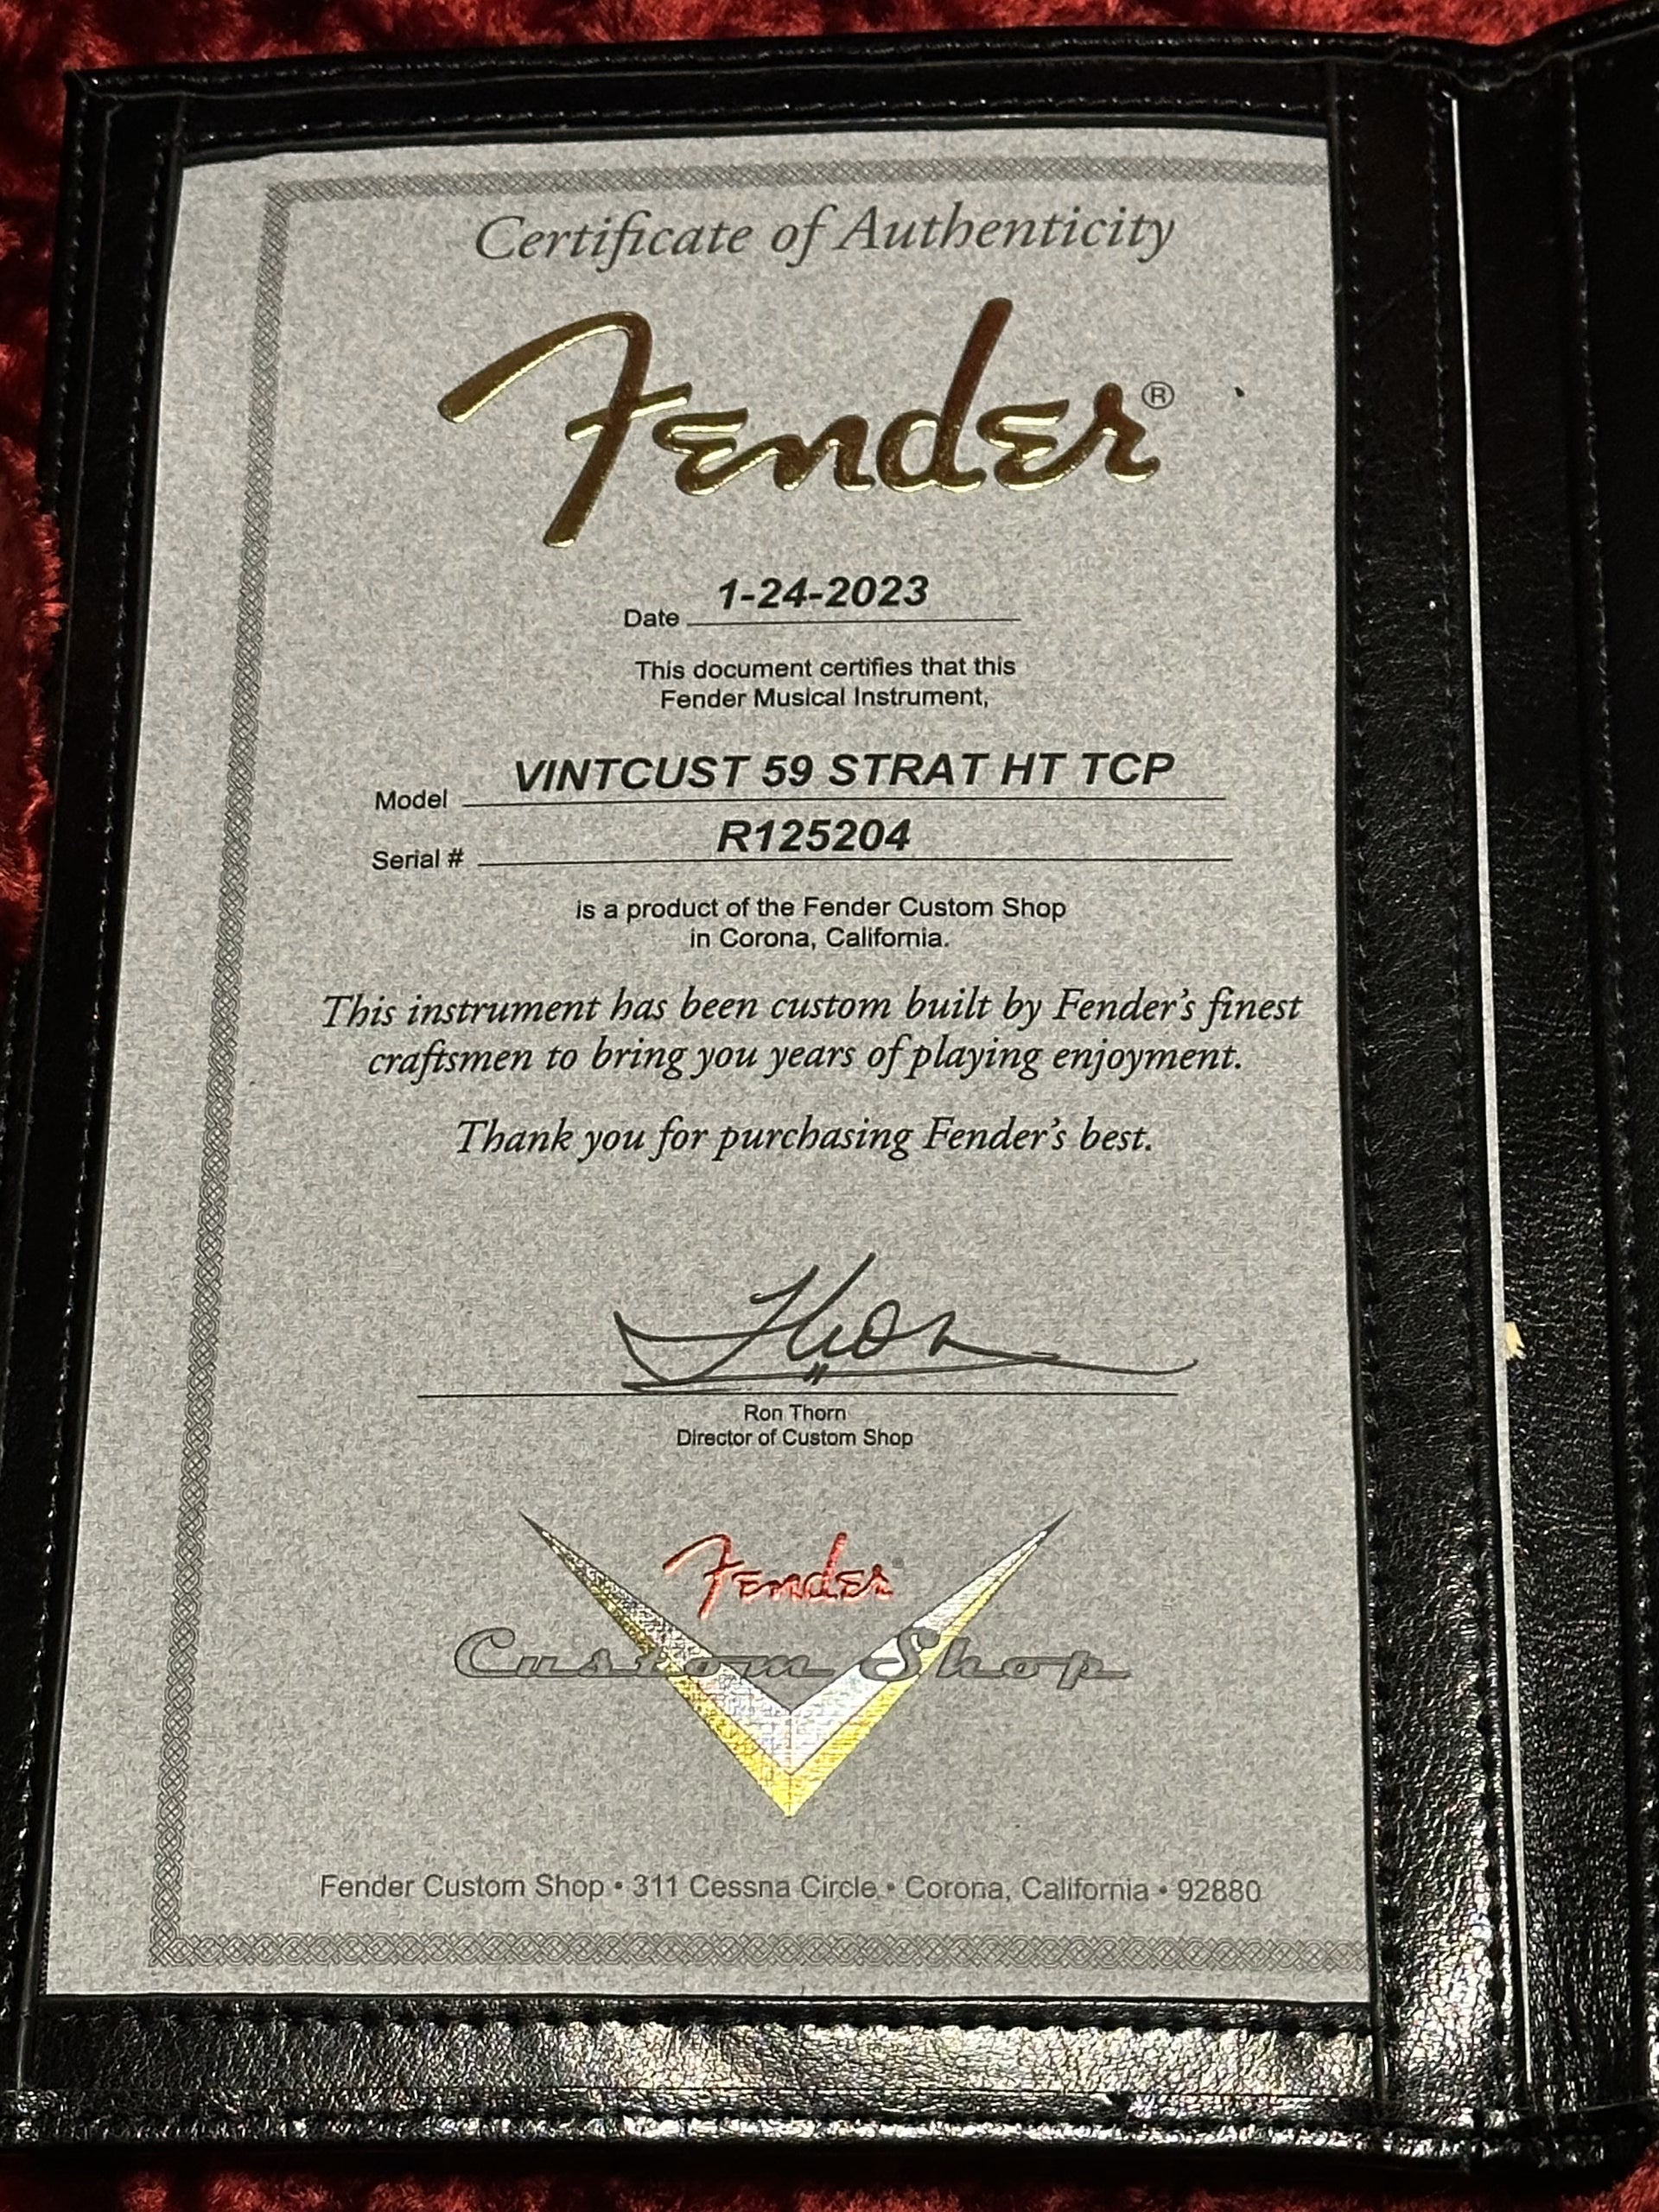 Certificate of Authenticity
Fender®
Date 1-24-2023
This document certifies that this
Fender Musical Instrument,
Model VINTCUST 59 STRAT HT TCP
Serial # R125204
is a product of the Fender Custom Shop
in Corona, California.
This instrument has been custom built by Fender's finest
craftsmen to bring you years of playing enjoyment.
Thank you for purchasing Fender's best.
Ron Thorn
Director of Custom Shop
Fender
Custom Shop
Fender Custom Shop • 311 Cessna Circle • Corona, California • 92880